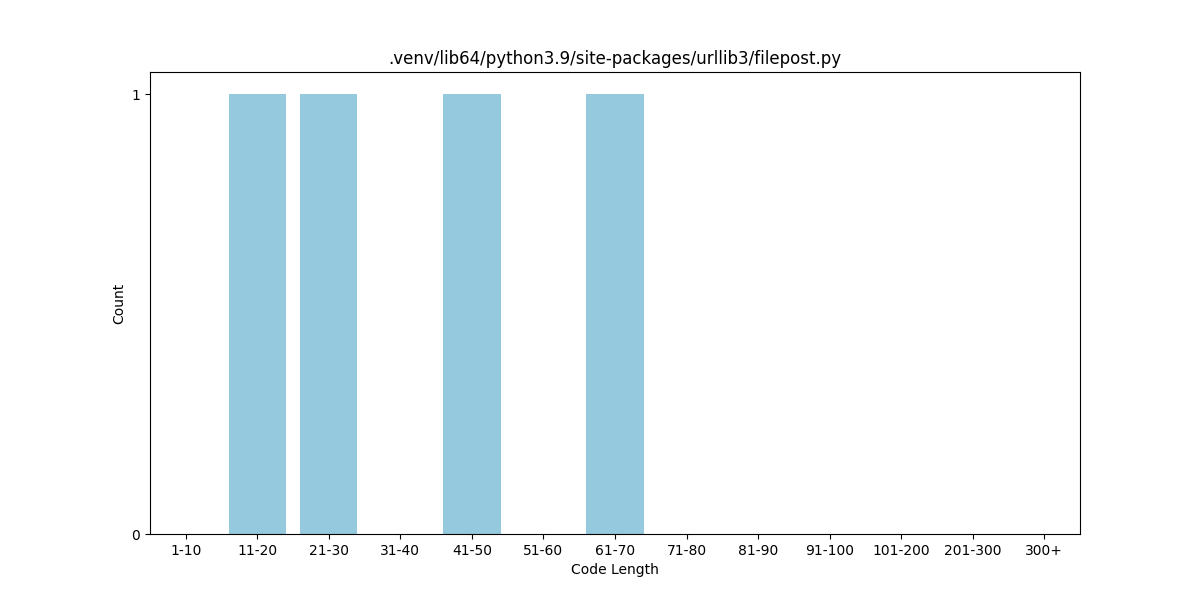 .venv/lib64/python3.9/site-packages/urllib3/filepost.py
1
Count
0
1-10 11-20 21-30 31-40 41-50 51-60 61-70 71-80 81-90 91-100 101-200 201-300 300+
Code Length